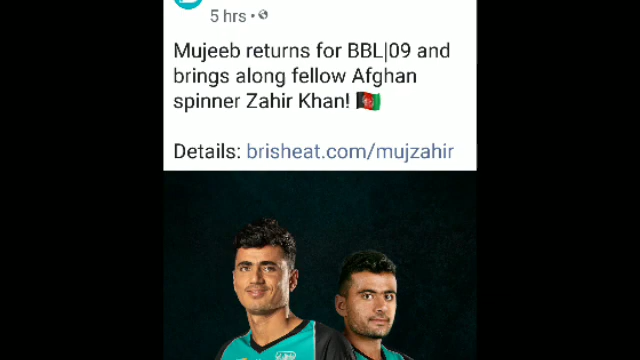 5 hrs •
Mujeeb returns for BBL|09 and
brings along fellow Afghan
spinner Zahir Khan! 🇦🇫
Details: brisheat.com/mujzahir